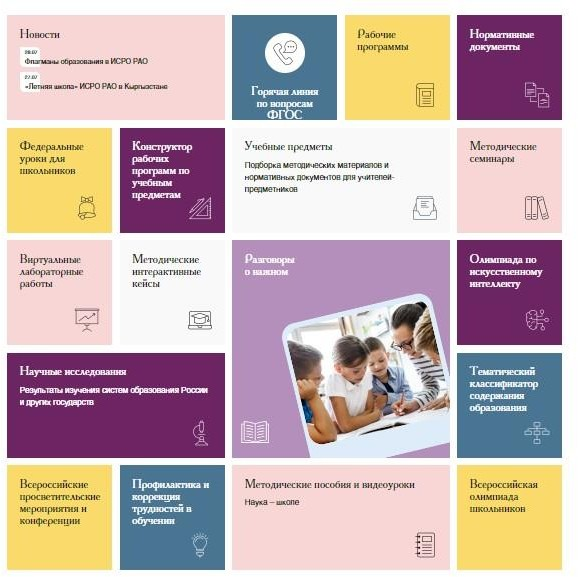 Новости
28.07
Флагманы образования в ИСРО РАО
27.07
«Летняя школа» ИСРО РАО в Кыргызстане
Горячая линия
по вопросам
ФГОС
Рабочие
программы
Нормативные
документы
Федеральные
уроки для
школьников
Конструктор
рабочих
программ по
учебным
предметам
Учебные предметы
Подборка методических материалов и
нормативных документов для учителей-
предметников
Методические
семинары
Виртуальные
лабораторные
работы
Методические
интерактивные
кейсы
Разговоры
о важном
Олимпиада по
искусственному
интеллекту
Научные исследования
Результаты изучения систем образования России
и других государств
Тематический
классификатор
содержания
образования
Всероссийские
просветительские
мероприятия и
конференции
Профилактика и
коррекция
трудностей в
обучении
Методические пособия и видеоуроки
Наука – школе
Всероссийская
олимпиада
школьников